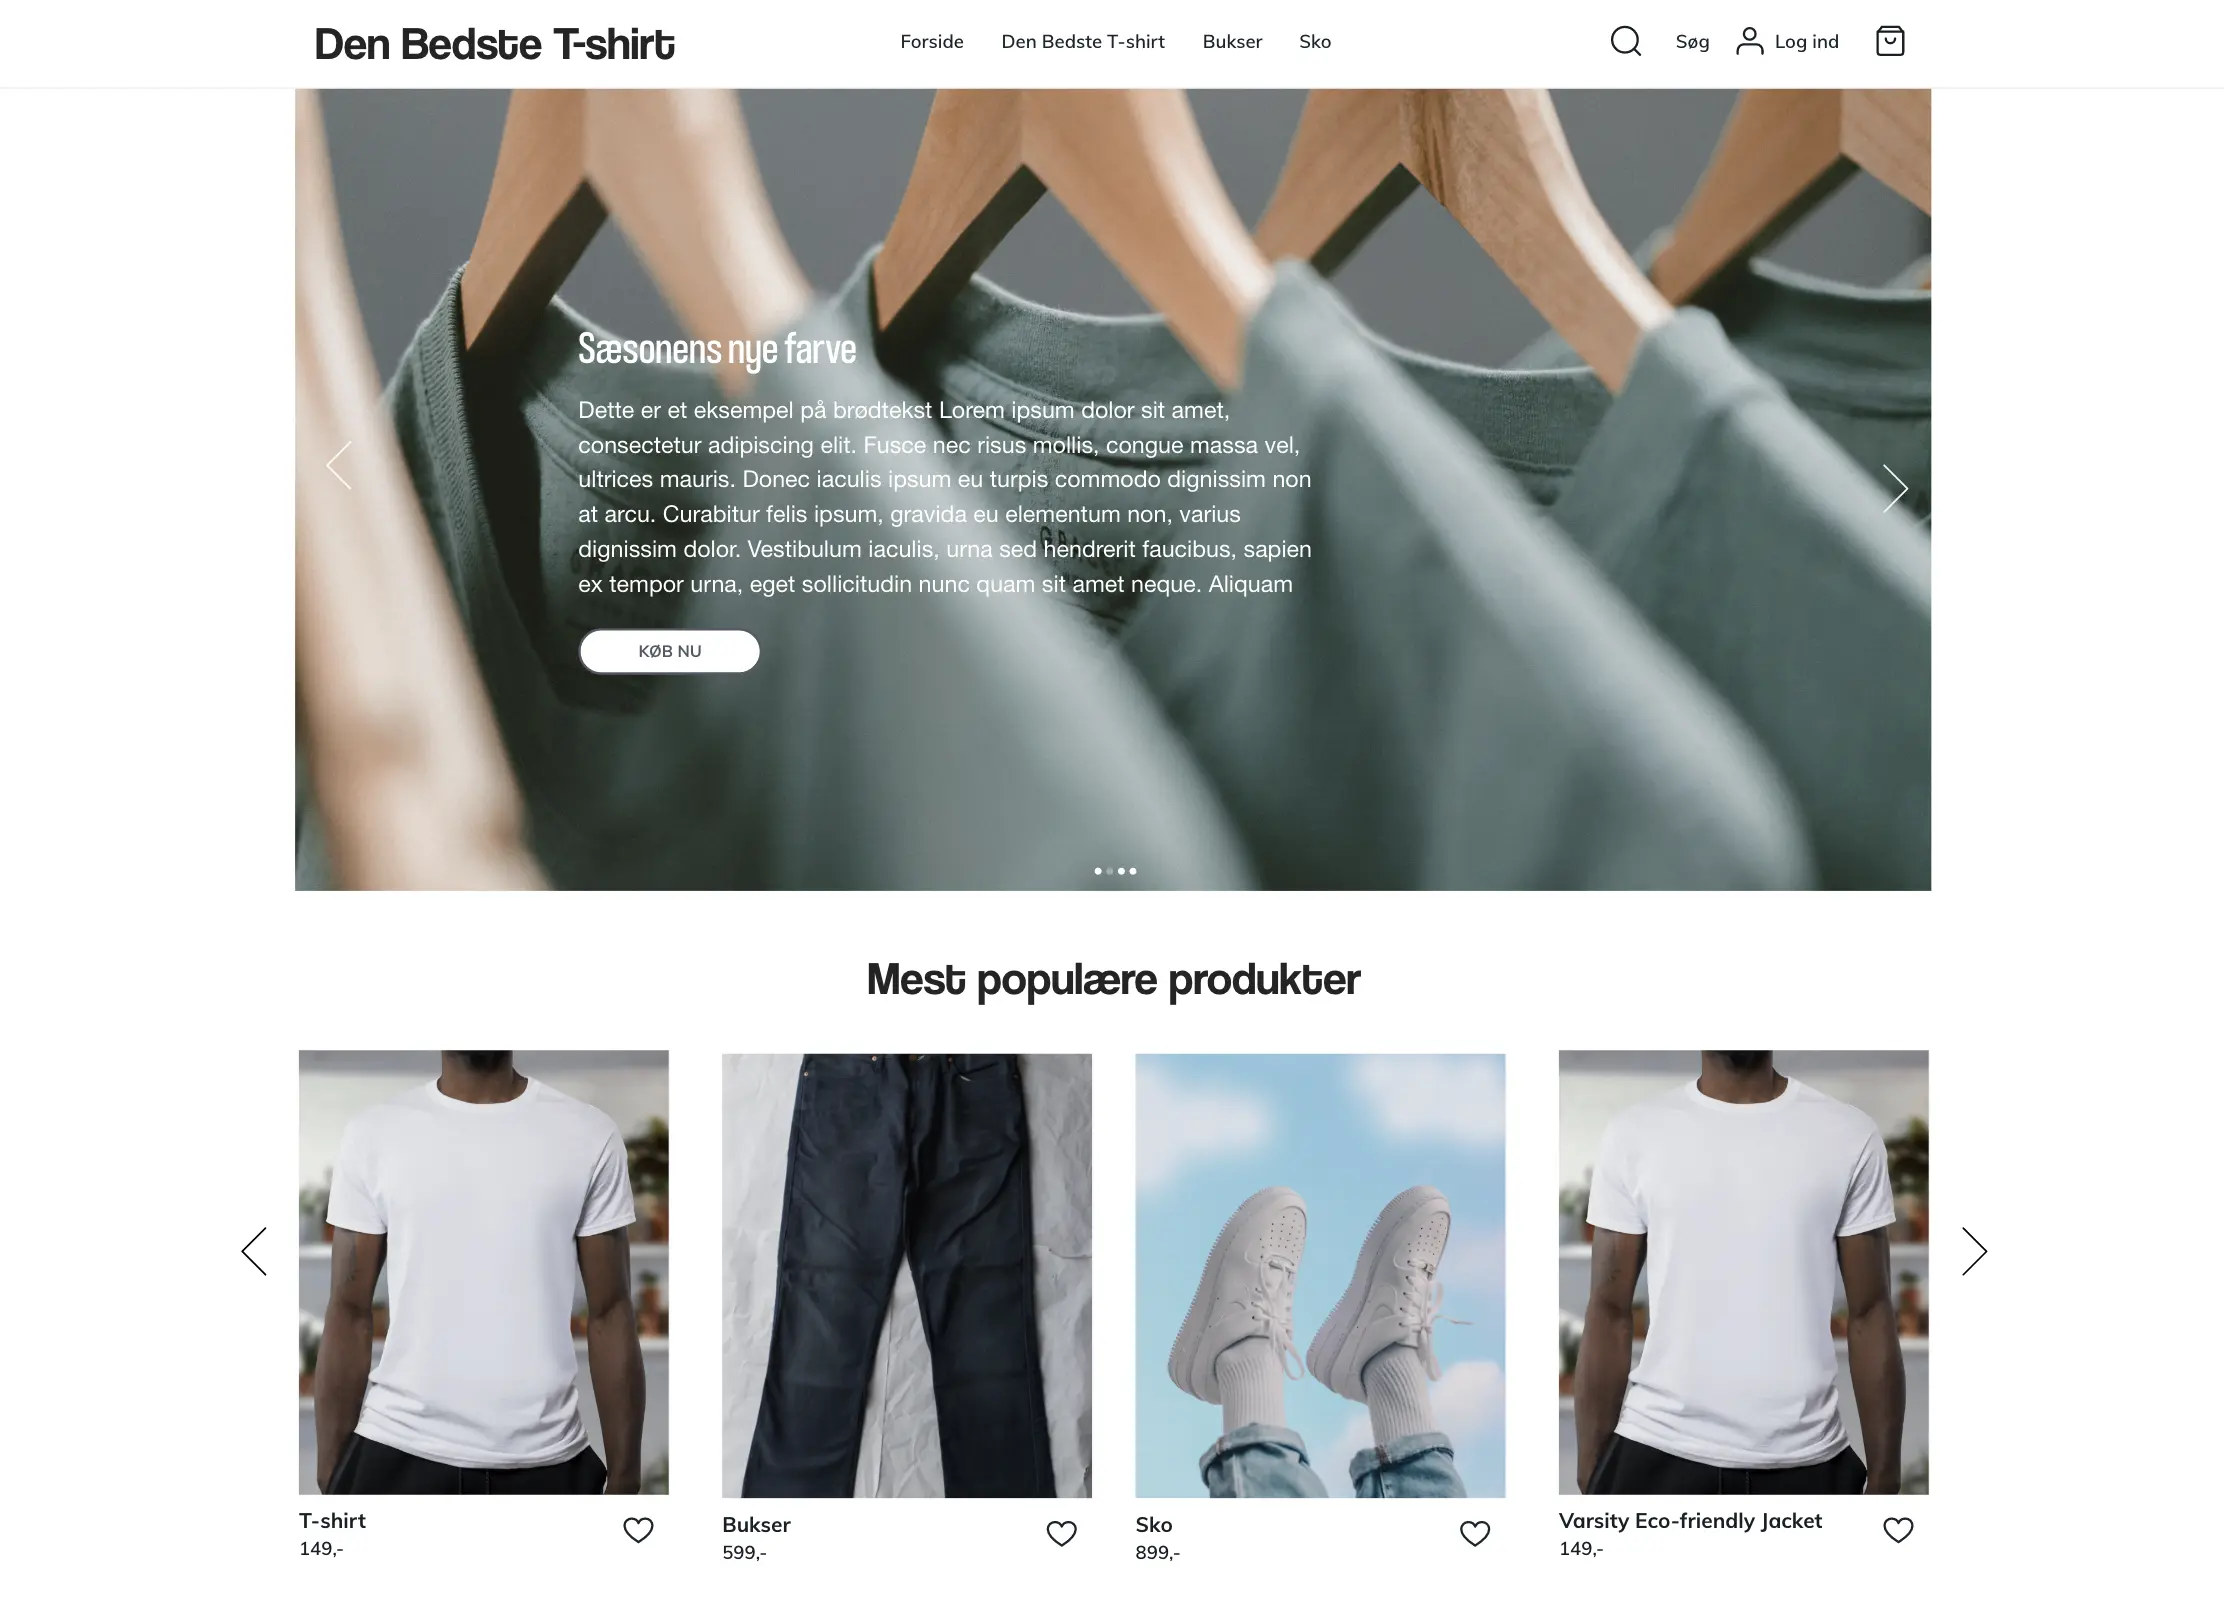 Den Bedste T-shirt
Forside Den Bedste T-shirt Bukser Sko
Søg Log ind
Sæsonens nye farve
Dette er et eksempel på brødtekst Lorem ipsum dolor sit amet,
consectetur adipiscing elit. Fusce nec risus mollis, congue massa vel,
ultrices mauris. Donec iaculis ipsum eu turpis commodo dignissim non
at arcu. Curabitur felis ipsum, gravida eu elementum non, varius
dignissim dolor. Vestibulum iaculis, urna sed hendrerit faucibus, sapien
ex tempor urna, eget sollicitudin nunc quam sit amet neque. Aliquam
KØB NU
Mest populære produkter
T-shirt
149,-
Bukser
599,-
Sko
899,-
Varsity Eco-friendly Jacket
149,-